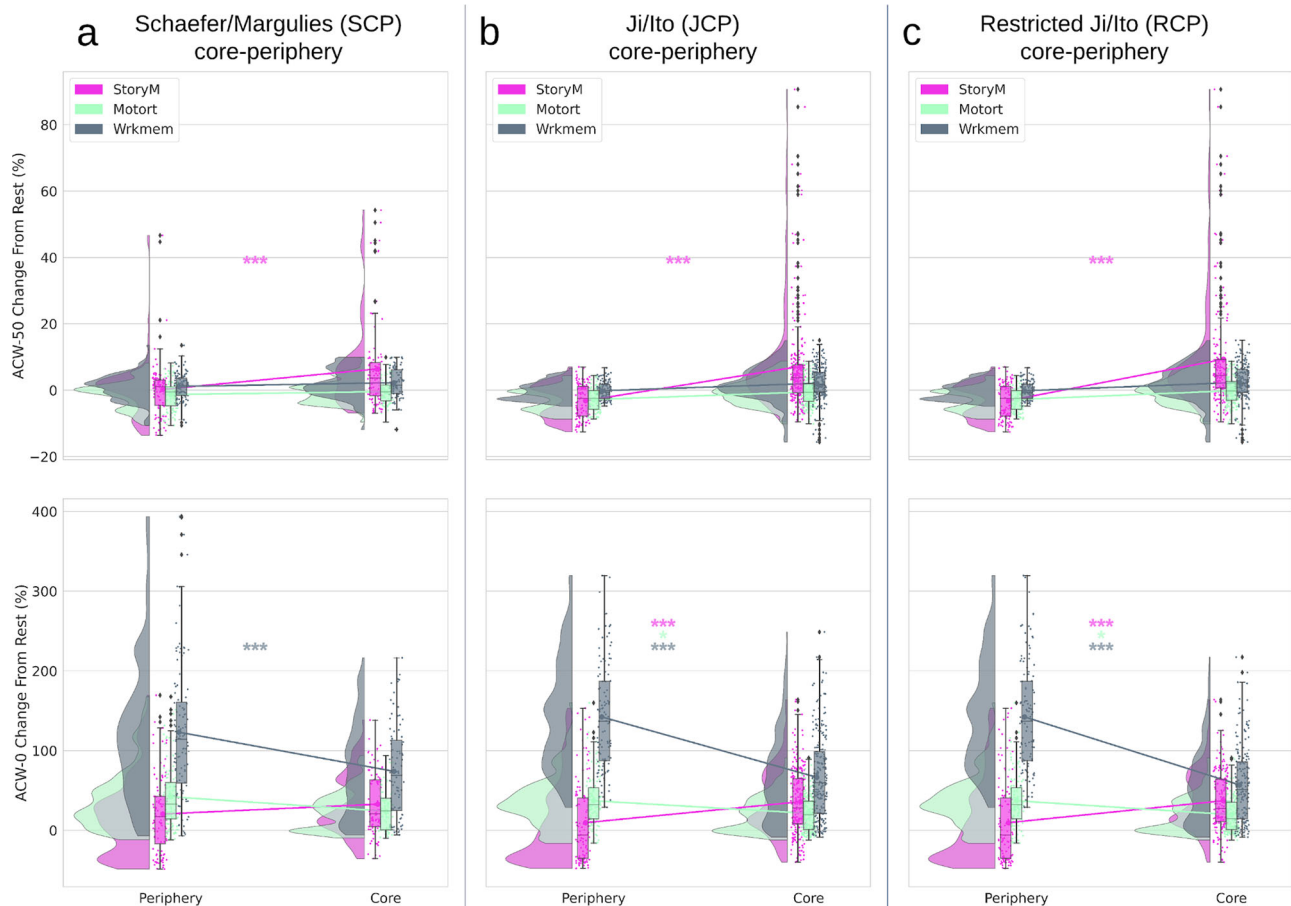 a
Schaefer/Margulies (SCP)
core-periphery
b
Ji/Ito (JCP)
core-periphery
c
Restricted Ji/Ito (RCP)
core-periphery
ACW-50 Change From Rest (%)
80
60
40
20
0
−20
StoryM
Motort
Wrkmem
***
StoryM
Motort
Wrkmem
***
StoryM
Motort
Wrkmem
***
ACW-0 Change From Rest (%)
400
300
200
100
0
***
***
*
***
***
*
***
Periphery
Core
Periphery
Core
Periphery
Core